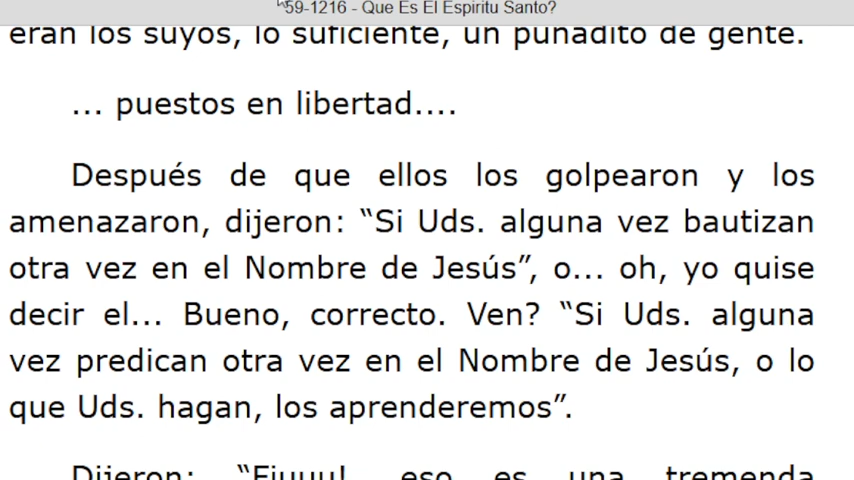 59-1216 - Que Es El Espiritu Santo?
eran los suyos, lo suficiente, un puñadito de gente.
... puestos en libertad....
Después de que ellos los golpearon y los
amenazaron, dijeron: “Si Uds. alguna vez bautizan
otra vez en el Nombre de Jesús”, o... oh, yo quise
decir el... Bueno, correcto. Ven? “Si Uds. alguna
vez predican otra vez en el Nombre de Jesús, o lo
que Uds. hagan, los aprenderemos”.
Dijeron: “Fiuuu!, eso es una tremenda